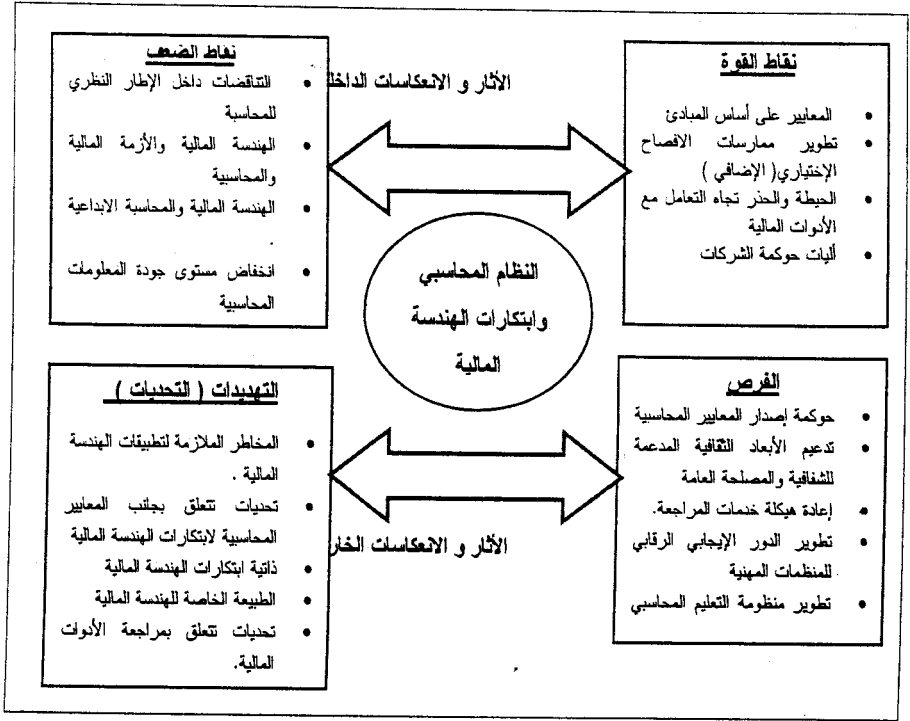 نقاط القوة
• المعايير على أساس المبادئ
• تطوير ممارسات الافصاح
الإختياري( الإضافي )
• الحيطة والحذر تجاه التعامل مع
الأدوات المالية
• أليات حوكمة الشركات
الأثار و الانعكاسات الداخل
نقاط الضعف
• التناقضات داخل الإطار النظري
للمحاسبة
• الهندسة المالية والأزمة المالية
والمحاسبية
• الهندسة المالية والمحاسبة الابداعية
.
• انخفاض مستوى جودة المعلومات
المحاسبية
النظام المحاسبي
وابتكارات الهندسة
المالية
الفرص
• حوكمة إصدار المعايير المحاسبية
• تدعيم الأبعاد الثقافية المدعمة
للشفافية والمصلحة العامة
• إعادة هيكلة خدمات المراجعة.
• تطوير الدور الإيجابي الرقابي
للمنظمات المهنية
• تطوير منظومة التعليم المحاسبي
الأثار و الانعكاسات الخار
التهديدات ( التحديات )
• المخاطر الملازمة لتطبيقات الهندسة
المالية .
• تحديات تتعلق بجانب المعايير
المحاسبية لابتكارات الهندسة المالية
• ذاتية ابتكارات الهندسة المالية
• الطبيعة الخاصة للهندسة المالية
• تحديات تتعلق بمراجعة الأدوات
المالية.